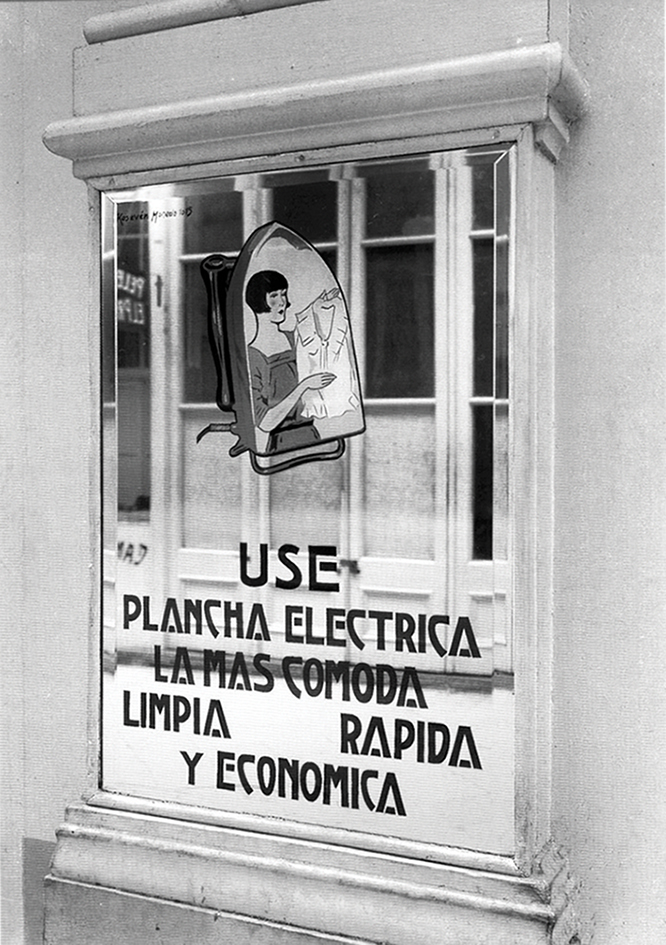 USE
PLANCHA ELECTRICA
LA MAS COMODA
LIMPIA RAPIDA
Y ECONOMICA